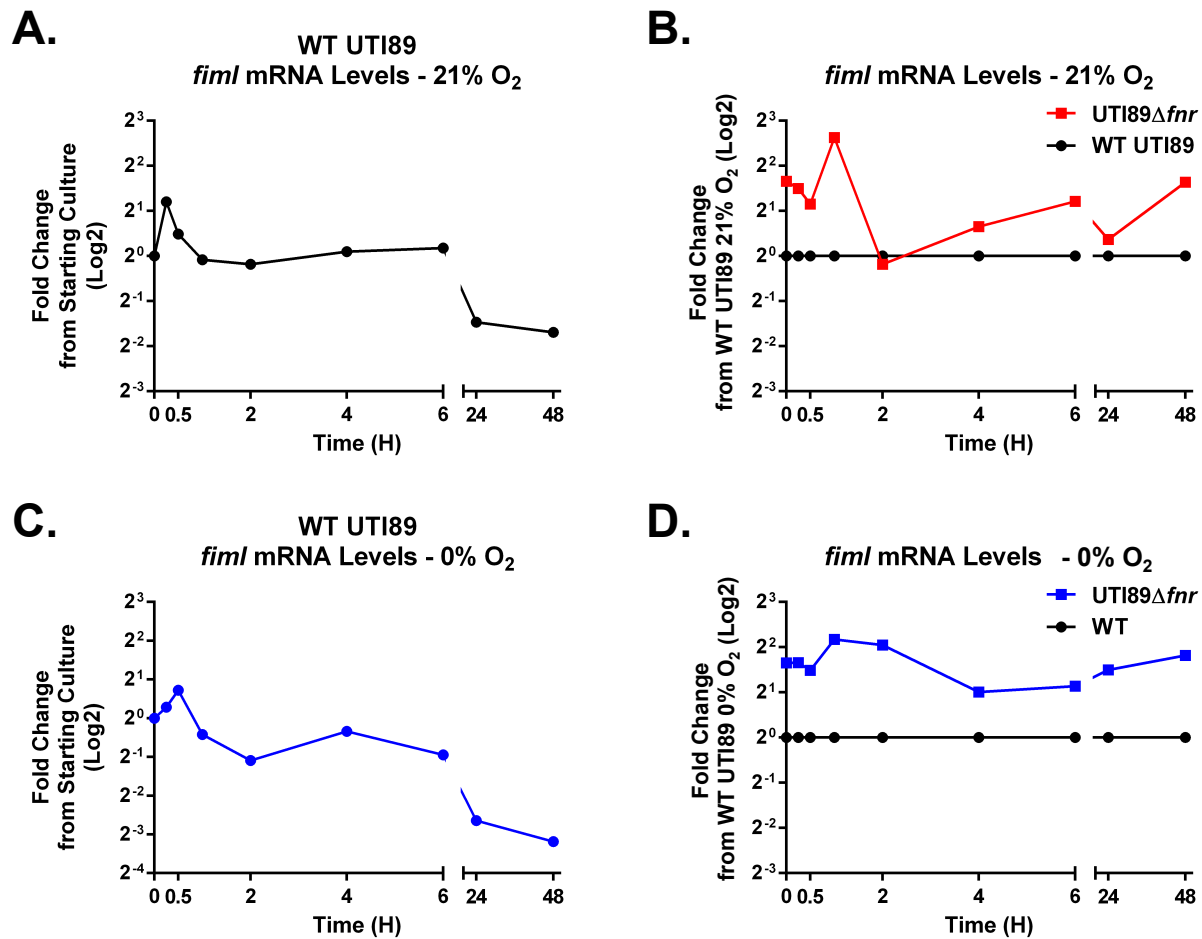 A.
WT UTI89
fimI mRNA Levels - 21% O2
Fold Change
from Starting Culture
(Log2)
2^3
2^2
2^1
2^0
2^-1
2^-2
2^-3
0 0.5 2 4 6 24 48
Time (H)
B.
fimI mRNA Levels - 21% O2
UTI89Δfnr
WT UTI89
Fold Change
from WT UTI89 21% O2 (Log2)
2^3
2^2
2^1
2^0
2^-1
2^-2
2^-3
0 0.5 2 4 6 24 48
Time (H)
C.
WT UTI89
fimI mRNA Levels - 0% O2
Fold Change
from Starting Culture
(Log2)
2^3
2^2
2^1
2^0
2^-1
2^-2
2^-3
2^-4
0 0.5 2 4 6 24 48
Time (H)
D.
fimI mRNA Levels - 0% O2
UTI89Δfnr
WT
Fold Change
from WT UTI89 0% O2 (Log2)
2^3
2^2
2^1
2^0
2^-1
2^-2
2^-3
0 0.5 2 4 6 24 48
Time (H)